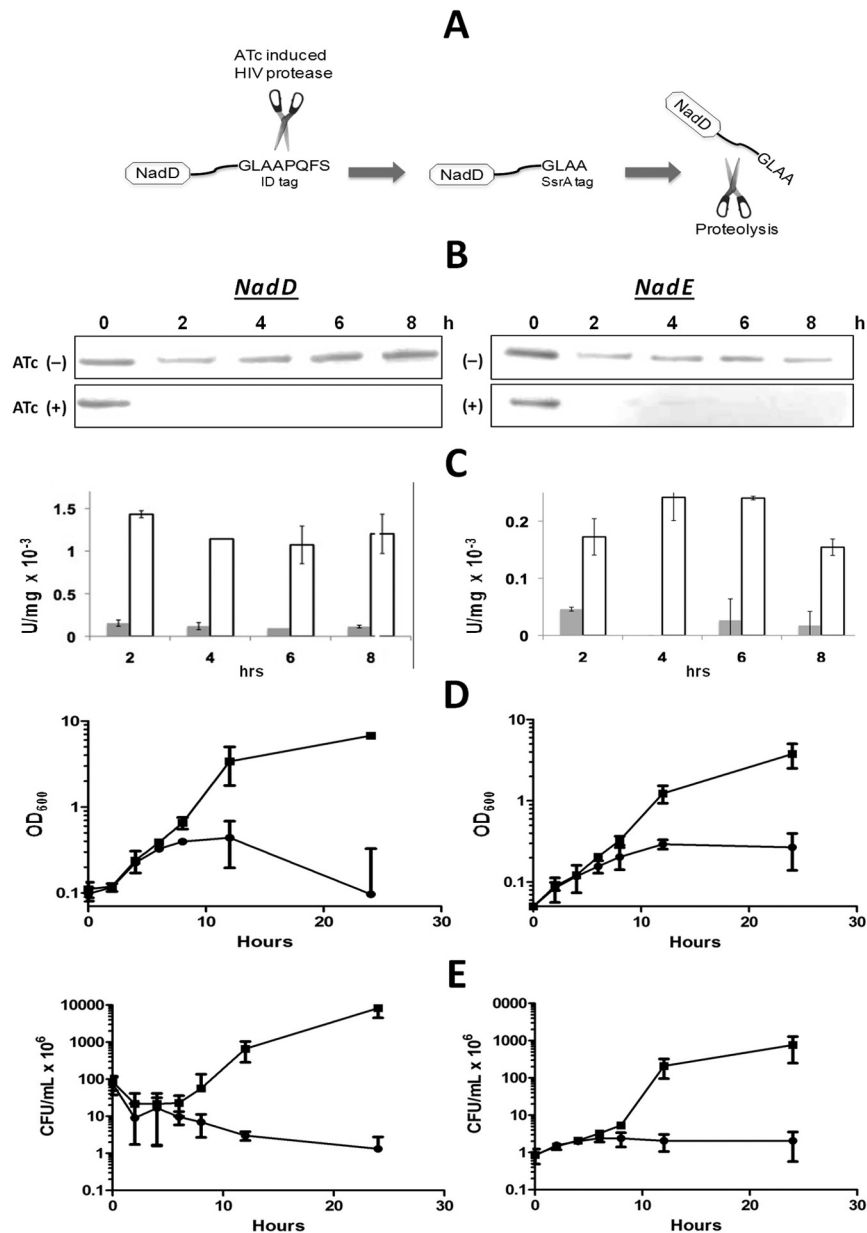 A
ATc induced
HIV protease
NadD
GLAAPQFS
ID tag
NadD
GLAA
SsrA tag
NadD
GLAA
Proteolysis
B
NadD
NadE
0 2 4 6 8 h
0 2 4 6 8 h
ATc (–)
(–)
ATc (+)
(+)
C
U/mg x 10-3
1.5
1
0.5
0
2 4 6 8
hrs
U/mg x 10-3
0.2
0.1
0
2 4 6 8
hrs
D
OD600
10
1
0.1
0 10 20 30
Hours
OD600
10
1
0.1
0 10 20 30
Hours
E
CFU/mL x 106
10000
1000
100
10
1
0.1
0 10 20 30
Hours
CFU/mL x 106
0000
1000
100
10
1
0.1
0 10 20 30
Hours